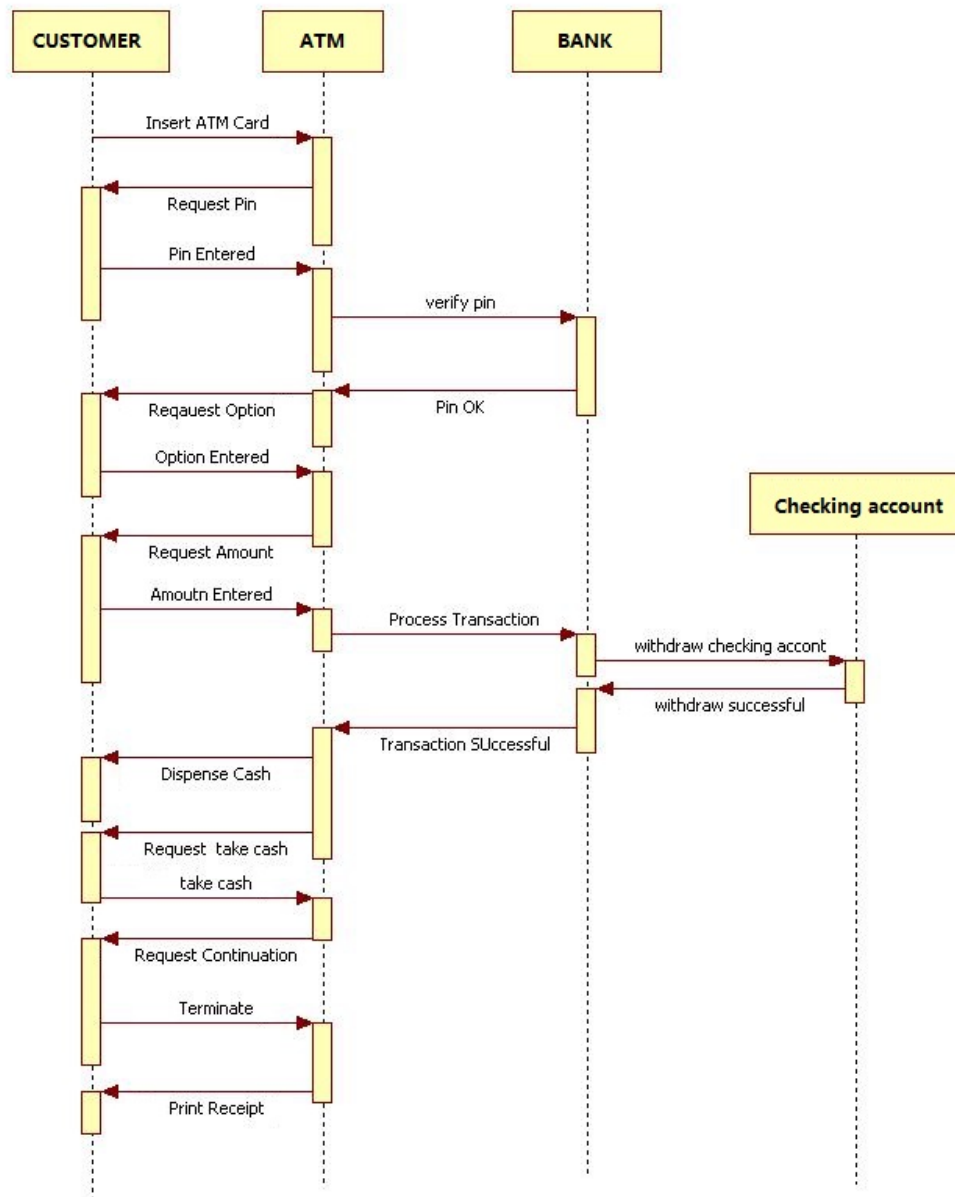 CUSTOMER
ATM
BANK
Insert ATM Card
Request Pin
Pin Entered
verify pin
Pin OK
Reqauest Option
Option Entered
Checking account
Request Amount
Amoutn Entered
Process Transaction
withdraw checking accont
withdraw successful
Transaction SUccessful
Dispense Cash
Request take cash
take cash
Request Continuation
Terminate
Print Receipt